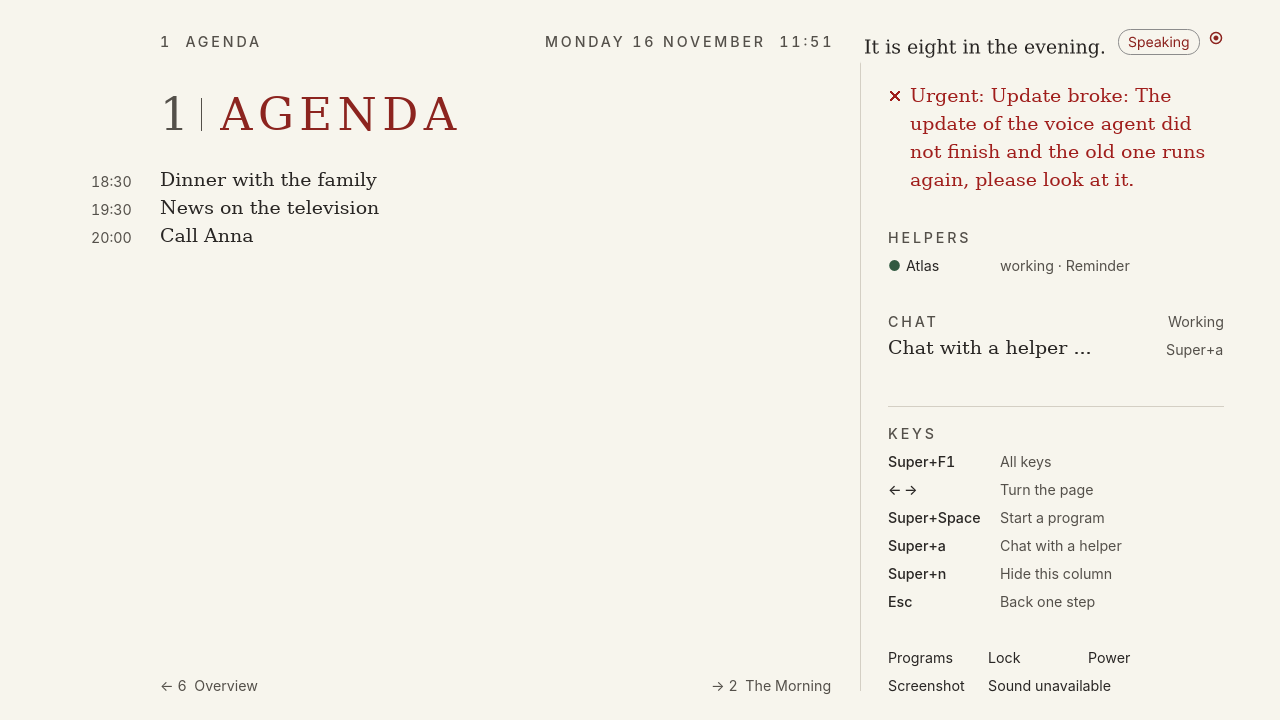 1 AGENDA
MONDAY 16 NOVEMBER 11:51
It is eight in the evening.
Speaking
1 AGENDA
18:30 Dinner with the family
19:30 News on the television
20:00 Call Anna
← 6 Overview
→ 2 The Morning
× Urgent: Update broke: The
update of the voice agent did
not finish and the old one runs
again, please look at it.
HELPERS
● Atlas working · Reminder
CHAT Working
Chat with a helper ... Super+a
KEYS
Super+F1 All keys
← → Turn the page
Super+Space Start a program
Super+a Chat with a helper
Super+n Hide this column
Esc Back one step
Programs Lock Power
Screenshot Sound unavailable